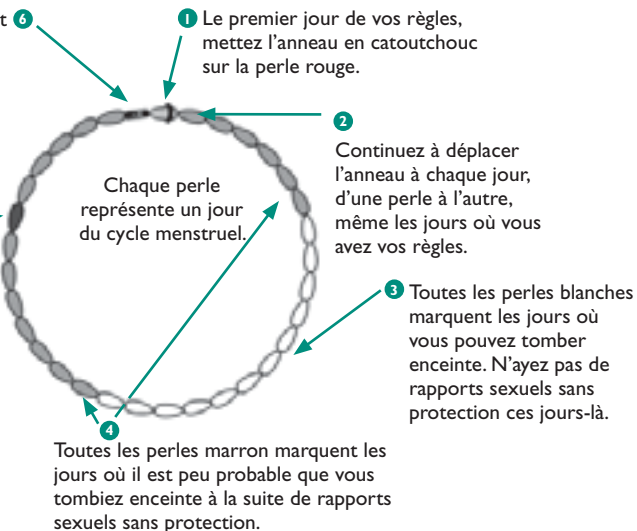 t 6
1 Le premier jour de vos règles,
mettez l’anneau en catoutchouc
sur la perle rouge.
2
Continuez à déplacer
l’anneau à chaque jour,
d’une perle à l’autre,
même les jours où vous
avez vos règles.
Chaque perle
représente un jour
du cycle menstruel.
3 Toutes les perles blanches
marquent les jours où
vous pouvez tomber
enceinte. N’ayez pas de
rapports sexuels sans
protection ces jours-là.
4
Toutes les perles marron marquent les
jours où il est peu probable que vous
tombiez enceinte à la suite de rapports
sexuels sans protection.